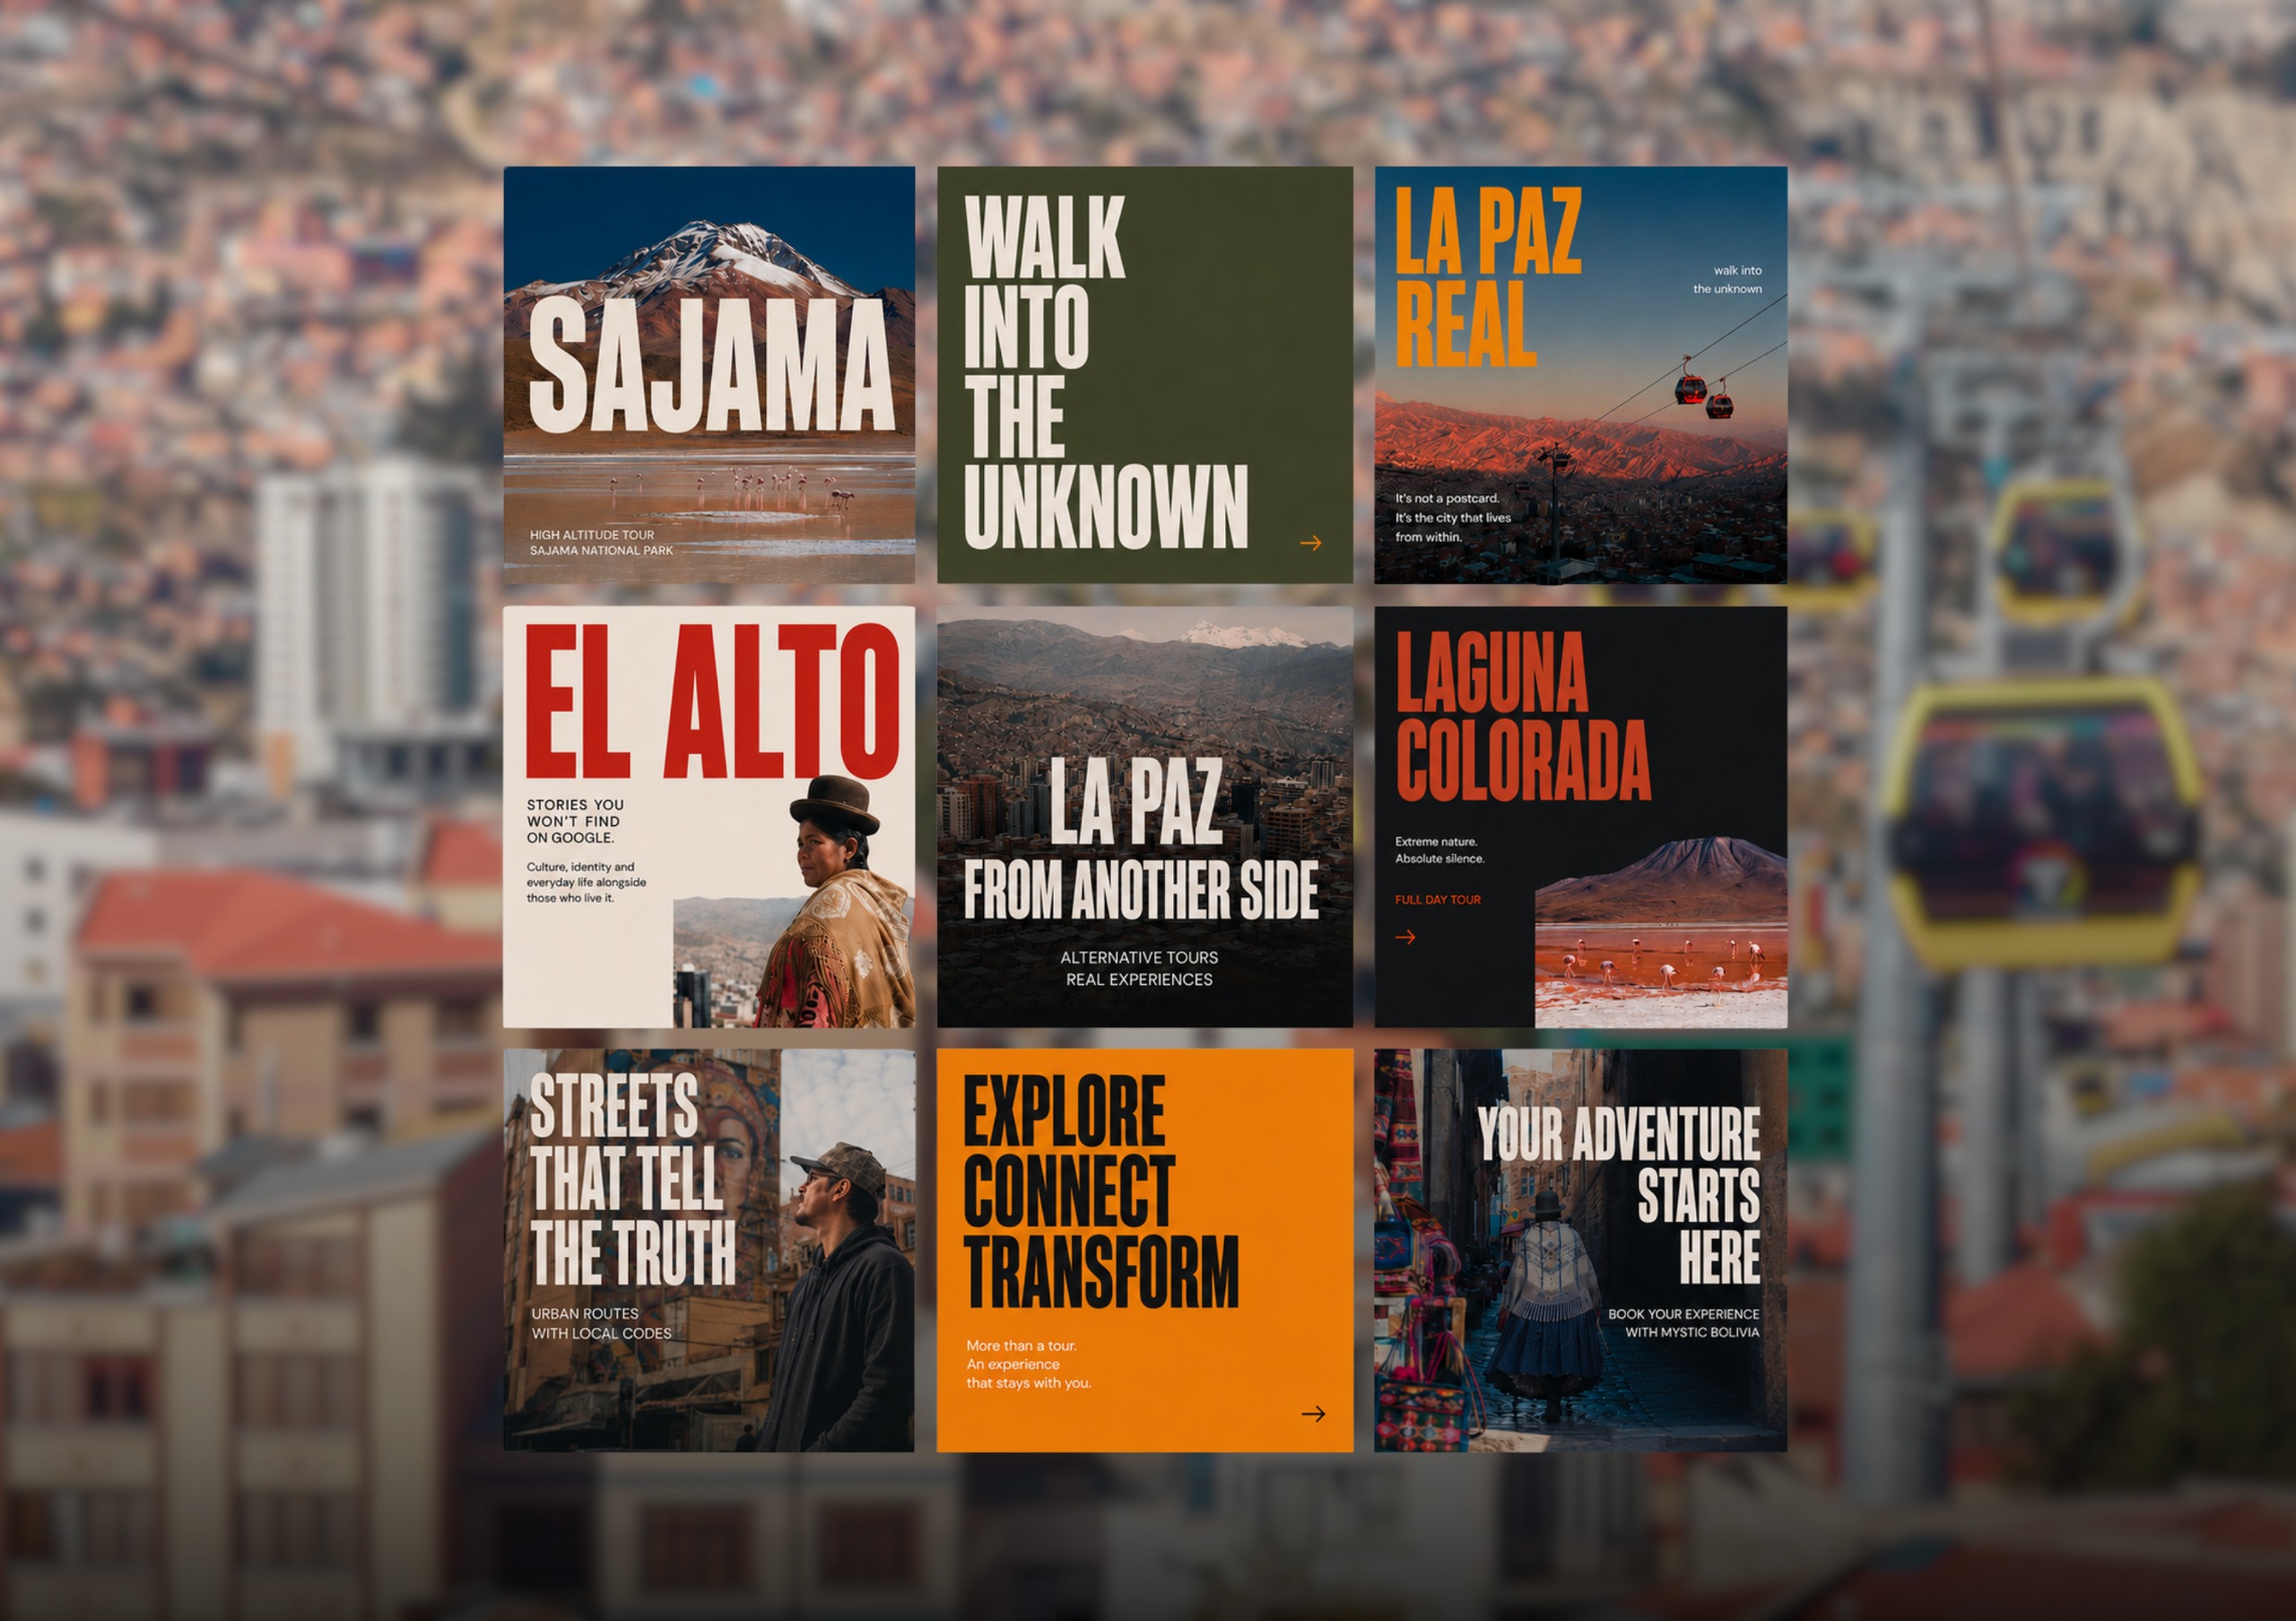 SAJAMA
HIGH ALTITUDE TOUR
SAJAMA NATIONAL PARK
WALK
INTO
THE
UNKNOWN
LA PAZ
REAL
walk into
the unknown
It's not a postcard.
It's the city that lives
from within.
EL ALTO
STORIES YOU
WON'T FIND
ON GOOGLE.
Culture, identity and
everyday life alongside
those who live it.
LA PAZ
FROM ANOTHER SIDE
ALTERNATIVE TOURS
REAL EXPERIENCES
LAGUNA
COLORADA
Extreme nature.
Absolute silence.
FULL DAY TOUR
STREETS
THAT TELL
THE TRUTH
URBAN ROUTES
WITH LOCAL CODES
EXPLORE
CONNECT
TRANSFORM
More than a tour.
An experience
that stays with you.
YOUR ADVENTURE
STARTS
HERE
BOOK YOUR EXPERIENCE
WITH MYSTIC BOLIVIA